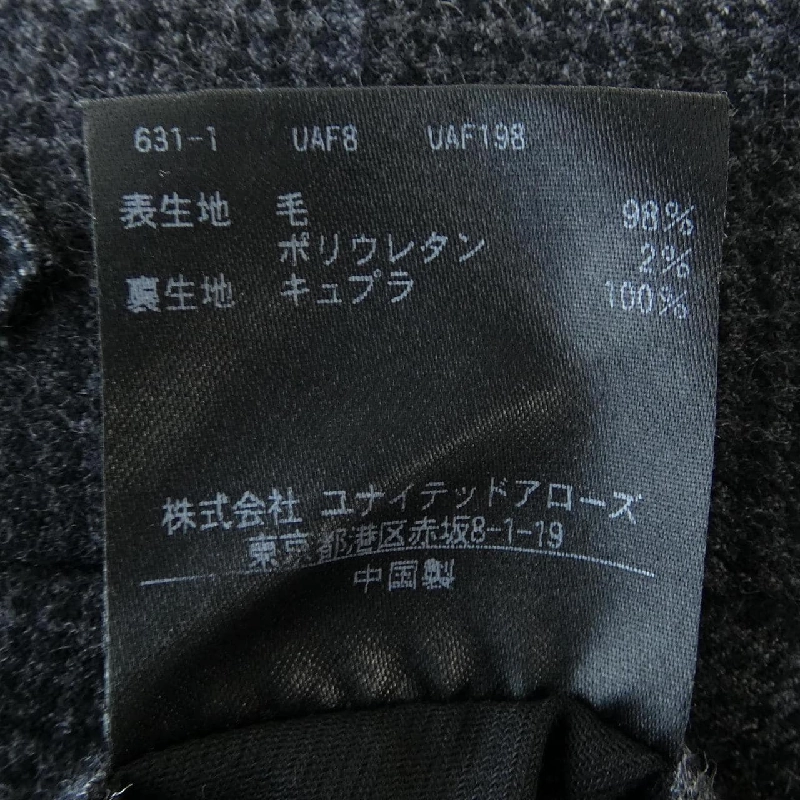 631-1 UAF8 UAF198
表生地 毛 98%
ポリウレタン 2%
裏生地 キュプラ 100%
株式会社 ユナイテッドアローズ
東京都港区赤坂8-1-19
中国製